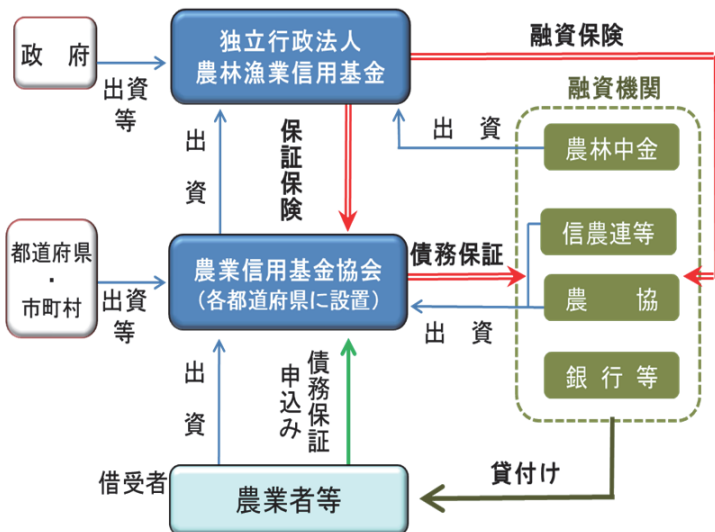 政　府
出資
等
独立行政法人
農林漁業信用基金
融資保険
融資機関
出　資
農林中金
出
資
保証保険
都道府県
・
市町村
出資
等
農業信用基金協会
（各都道府県に設置）
債務保証
信農連等
農　協
出　資
銀 行 等
出
資
債務保証
申込み
借受者
農業者等
貸付け